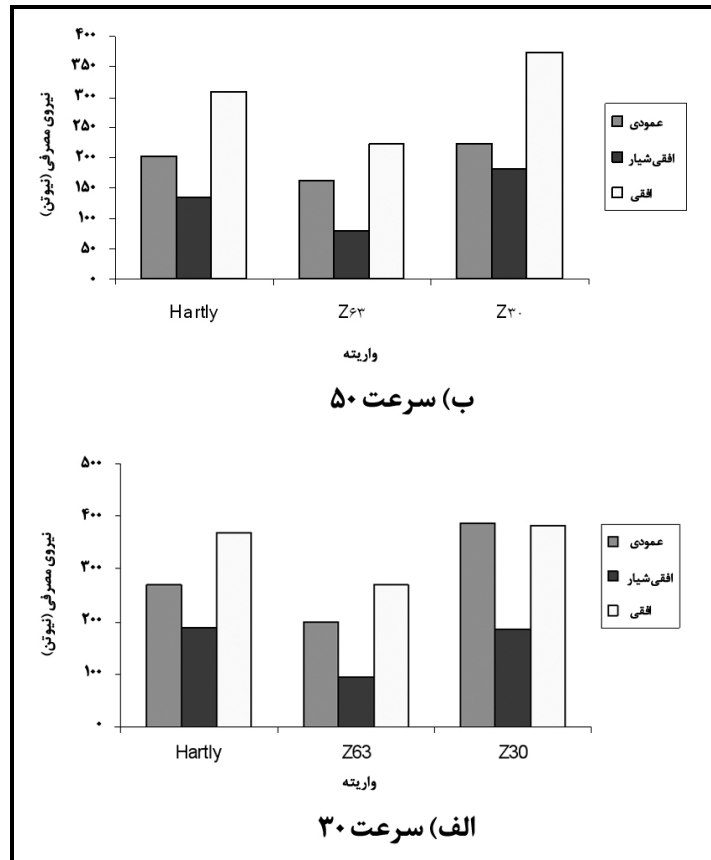 نیروی مصرفی (نیوتن)
۴۰۰
۳۵۰
۳۰۰
۲۵۰
۲۰۰
۱۵۰
۱۰۰
۵۰
۰
Hartly
Z۶۳
Z۳۰
واریته
عمودی
افقی‌شیار
افقی
ب) سرعت ۵۰
نیروی مصرفی (نیوتن)
۵۰۰
۴۰۰
۳۰۰
۲۰۰
۱۰۰
۰
Hartly
Z63
Z30
واریته
عمودی
افقی‌شیار
افقی
الف) سرعت ۳۰